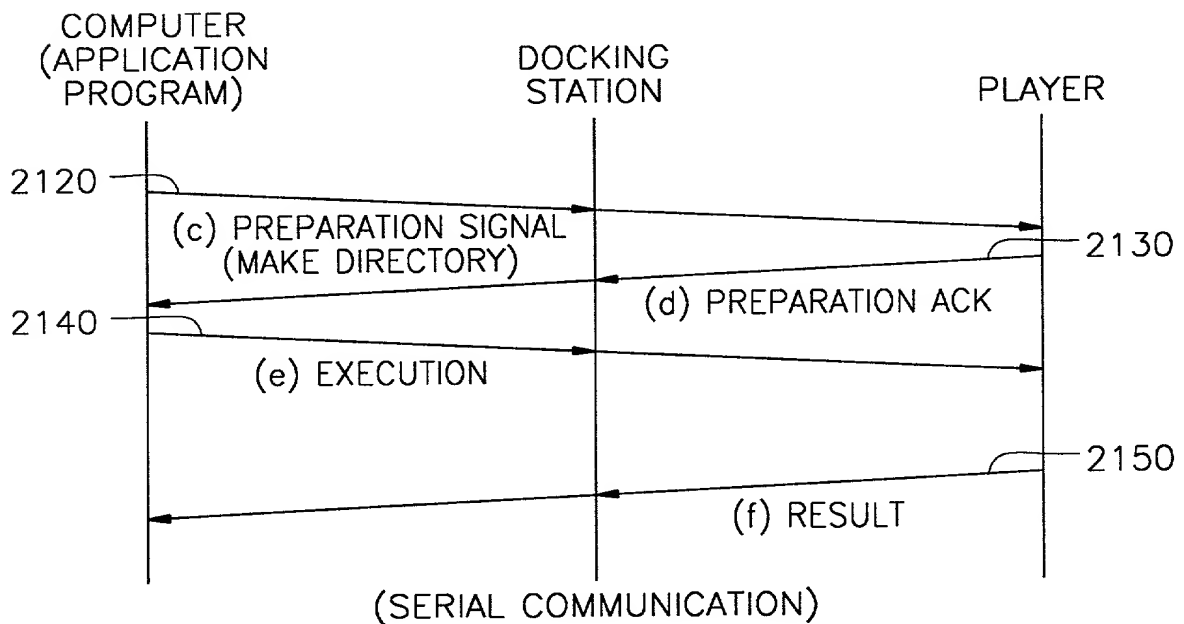 COMPUTER
(APPLICATION
PROGRAM)
DOCKING
STATION
PLAYER
2120
(c) PREPARATION SIGNAL
(MAKE DIRECTORY)
2130
(d) PREPARATION ACK
2140
(e) EXECUTION
2150
(f) RESULT
(SERIAL COMMUNICATION)